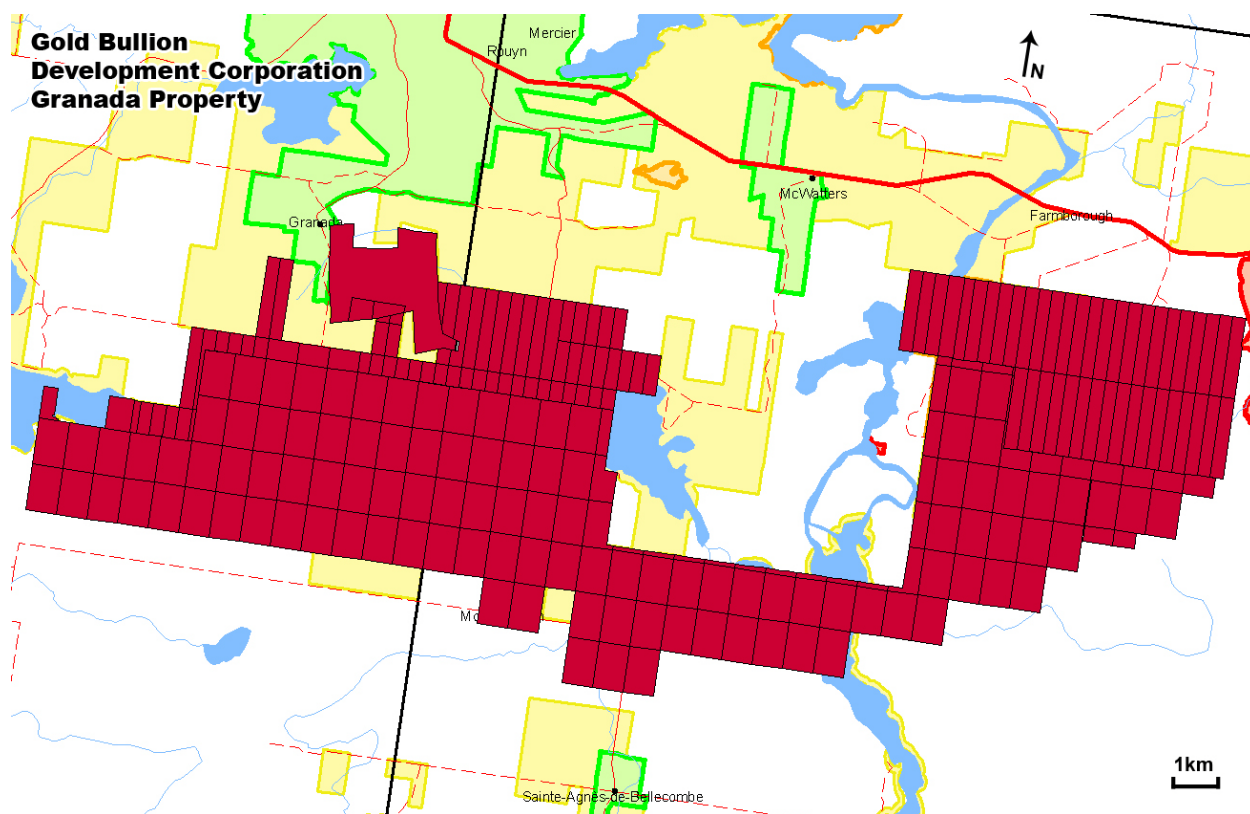 Gold Bullion
Development Corporation
Granada Property
Mercier
Rouyn
N
McWatters
Farmborough
Granada
1km
Sainte-Agnès-de-Bellecombe